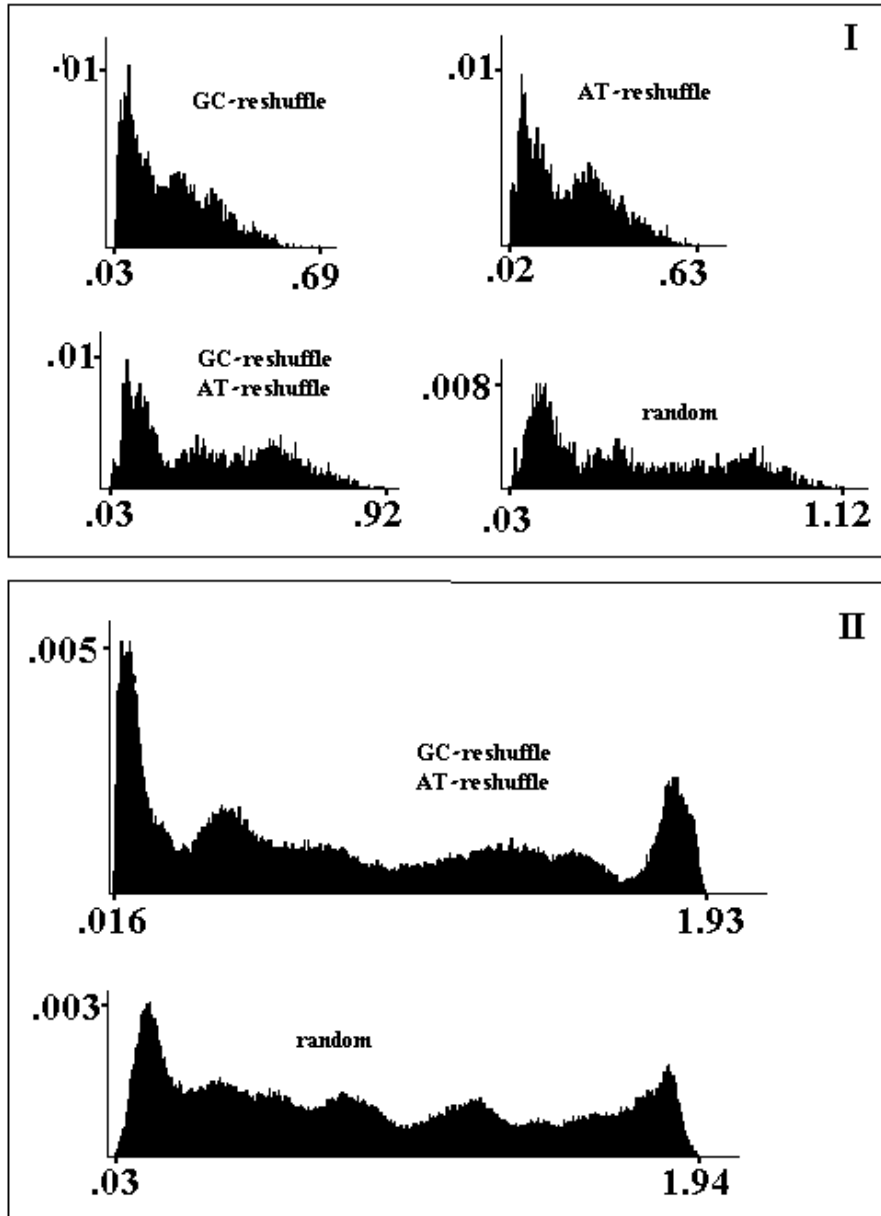 I
.01
GC-reshuffle
.03
.69
.01
AT-reshuffle
.02
.63
.01
GC-reshuffle
AT-reshuffle
.03
.92
.008
random
.03
1.12
II
.005
GC-reshuffle
AT-reshuffle
.016
1.93
.003
random
.03
1.94